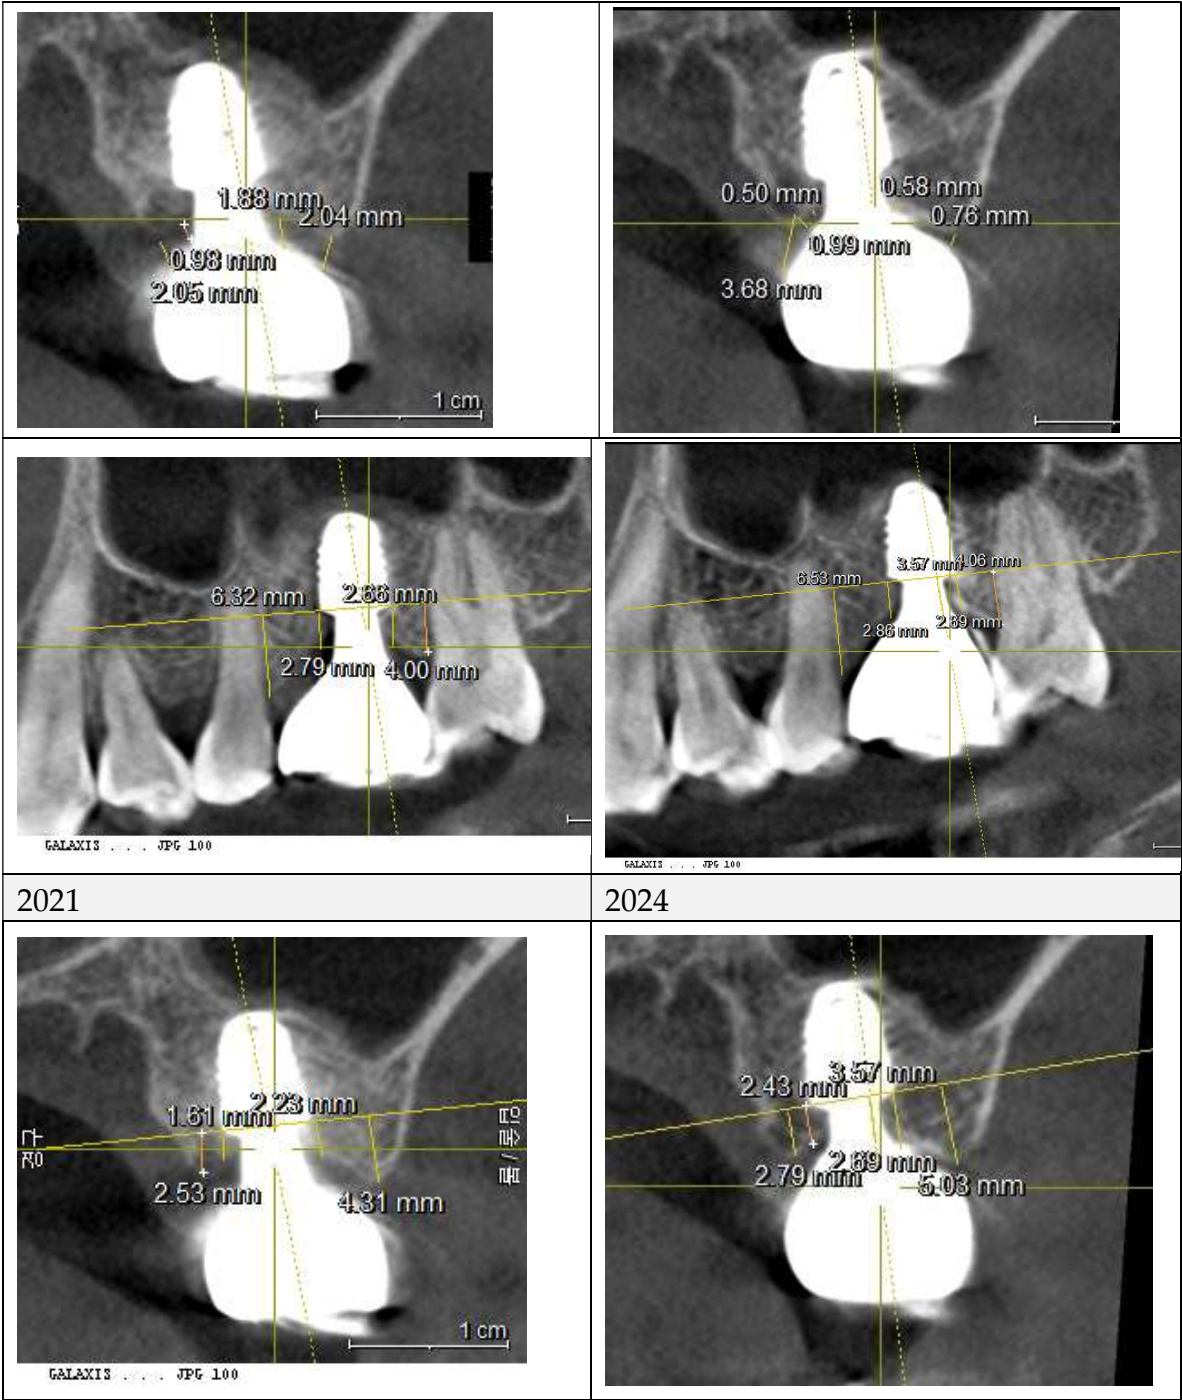 1.88 mm
2.04 mm
0.98 mm
2.05 mm
1 cm
0.50 mm
0.58 mm
0.76 mm
0.99 mm
3.68 mm
6.32 mm
2.66 mm
2.79 mm
4.00 mm
GALAXIS . . . JPG 100
3.57 mm
4.06 mm
6.53 mm
2.86 mm
2.89 mm
GALAXIS . . . JPG 100
2021
2024
1.61 mm
2.23 mm
2.53 mm
4.31 mm
1 cm
GALAXIS . . . JPG 100
2.43 mm
3.57 mm
2.79 mm
2.69 mm
5.03 mm